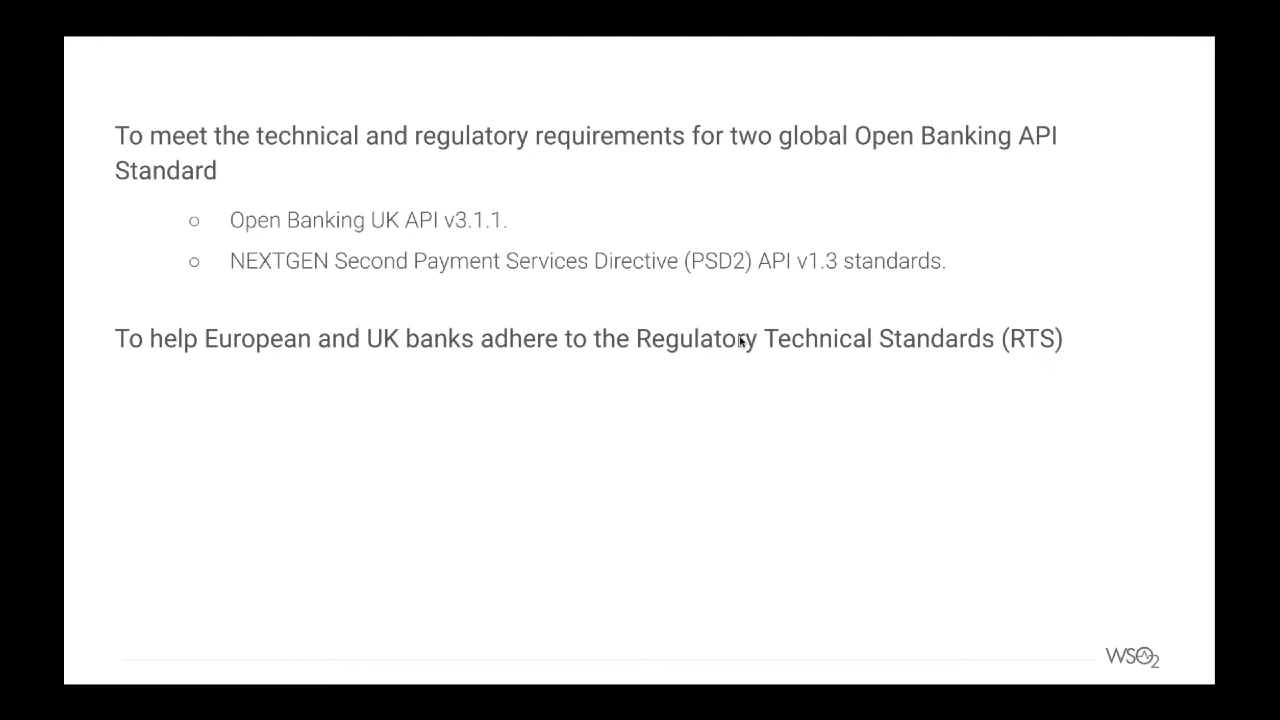 To meet the technical and regulatory requirements for two global Open Banking API
Standard
○ Open Banking UK API v3.1.1.
○ NEXTGEN Second Payment Services Directive (PSD2) API v1.3 standards.
To help European and UK banks adhere to the Regulatory Technical Standards (RTS)
WSO2